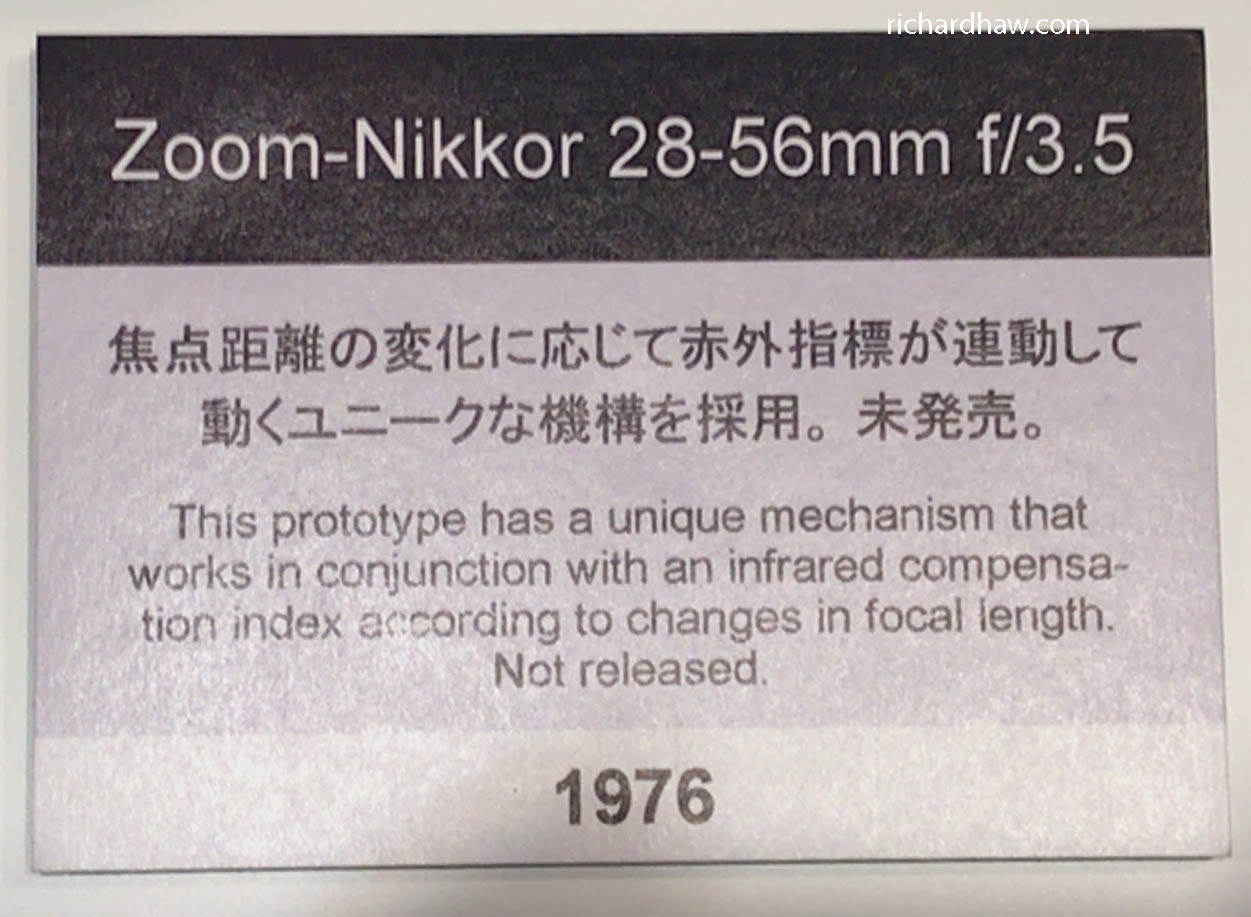 richardhaw.com
Zoom-Nikkor 28-56mm f/3.5
焦点距離の変化に応じて赤外指標が連動して
動くユニークな機構を採用。未発売。
This prototype has a unique mechanism that
works in conjunction with an infrared compensa-
tion index according to changes in focal length.
Not released.
1976